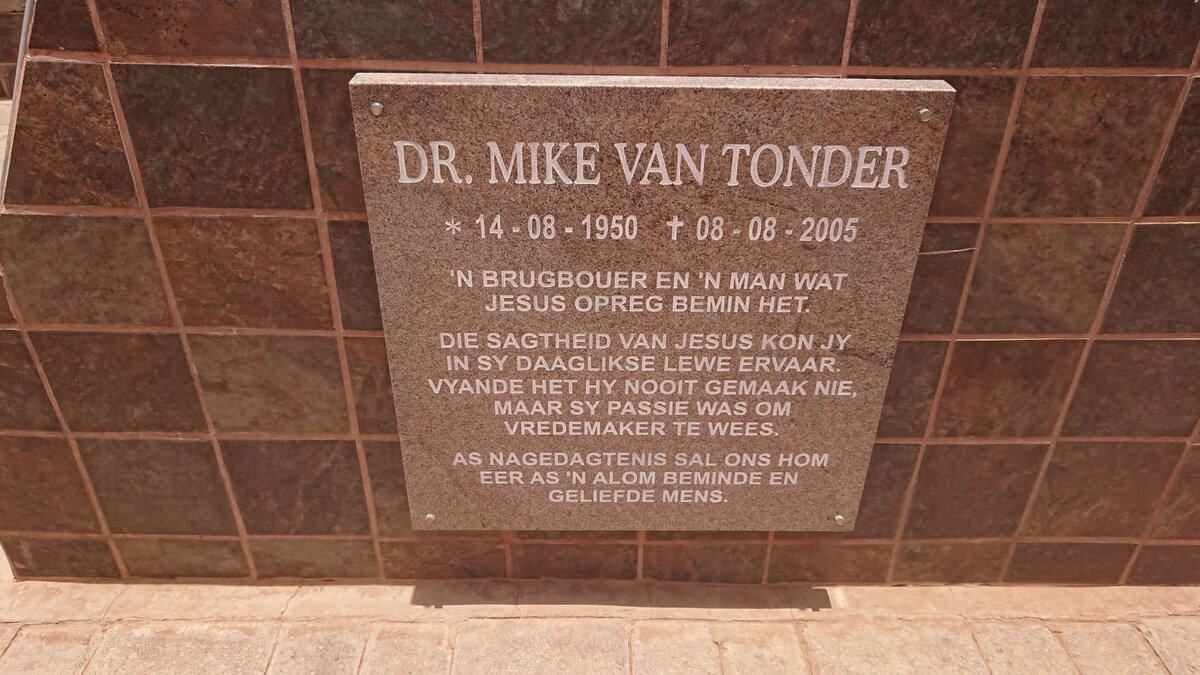 DR. MIKE VAN TONDER
* 14 - 08 - 1950 ✝ 08 - 08 - 2005
'N BRUGBOUER EN 'N MAN WAT
JESUS OPREG BEMIN HET.
DIE SAGTHEID VAN JESUS KON JY
IN SY DAAGLIKSE LEWE ERVAAR.
VYANDE HET HY NOOIT GEMAAK NIE,
MAAR SY PASSIE WAS OM
VREDEMAKER TE WEES.
AS NAGEDAGTENIS SAL ONS HOM
EER AS 'N ALOM BEMINDE EN
GELIEFDE MENS.